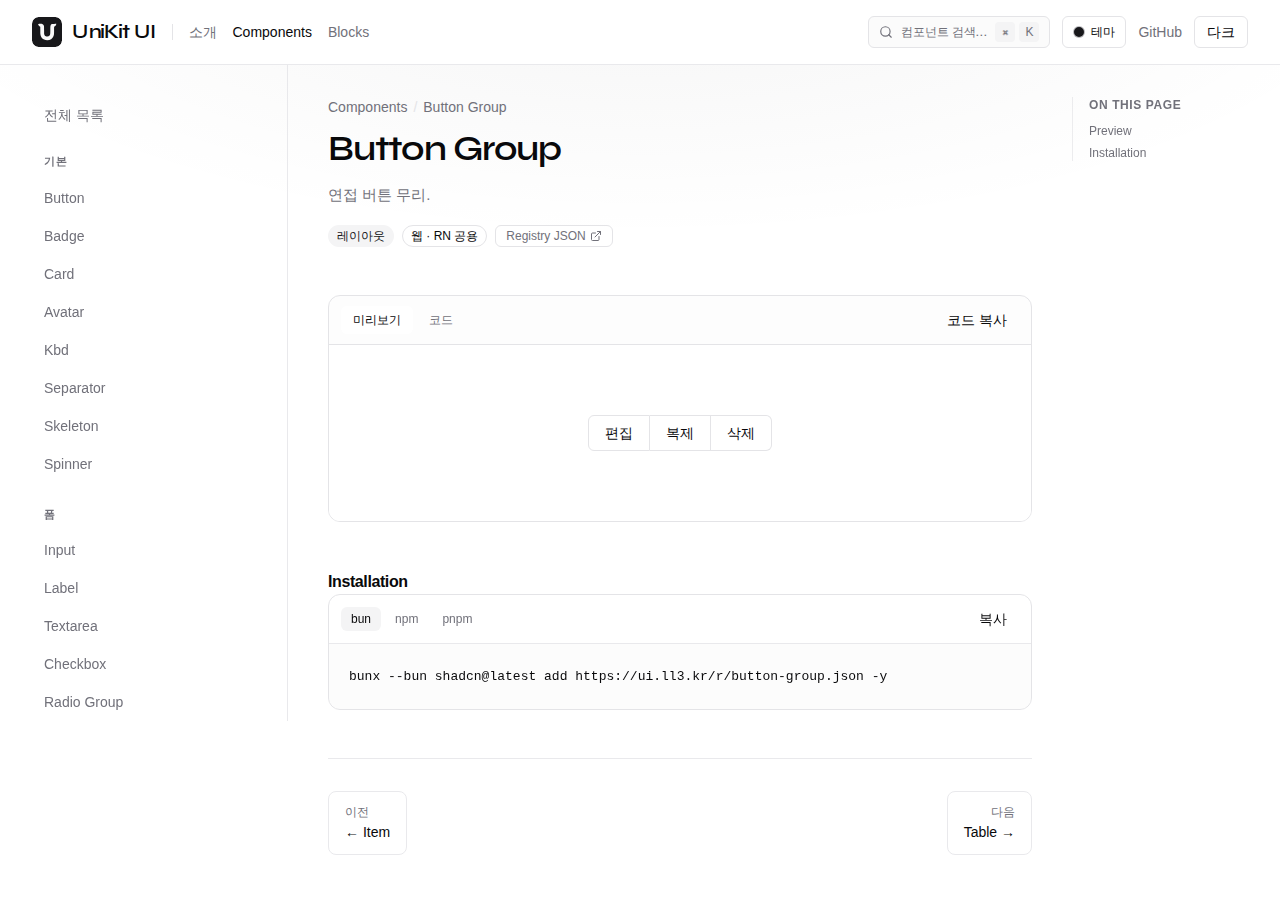 UniKit UI
소개
Components
Blocks
컴포넌트 검색…
⌘ K
테마
GitHub
다크
전체 목록
기본
Button
Badge
Card
Avatar
Kbd
Separator
Skeleton
Spinner
폼
Input
Label
Textarea
Checkbox
Radio Group
Components / Button Group
Button Group
연접 버튼 무리.
레이아웃
웹 · RN 공용
Registry JSON
미리보기
코드
코드 복사
편집
복제
삭제
Installation
bun
npm
pnpm
복사
bunx --bun shadcn@latest add https://ui.ll3.kr/r/button-group.json -y
이전
← Item
다음
Table →
ON THIS PAGE
Preview
Installation